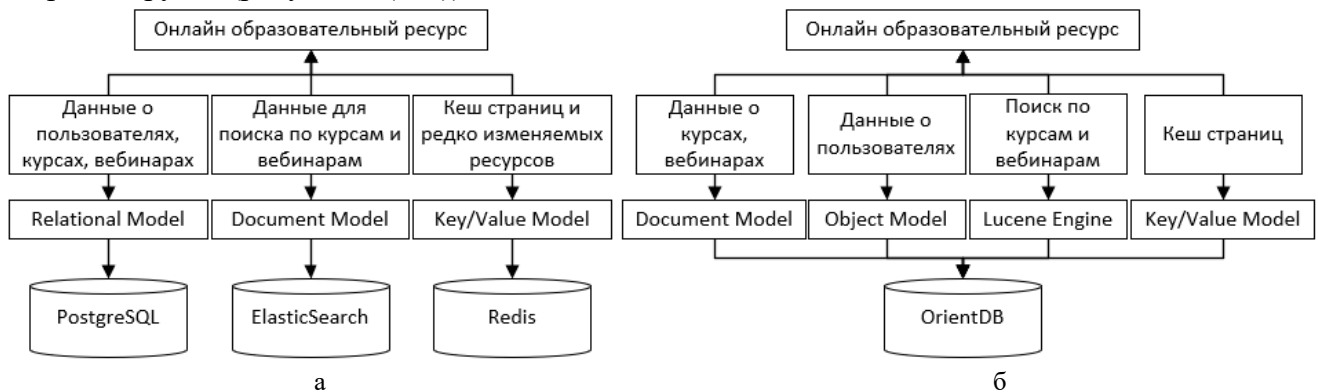 Онлайн образовательный ресурс
Данные о
пользователях,
курсах, вебинарах
Данные для
поиска по курсам и
вебинарам
Кеш страниц и
редко изменяемых
ресурсов
Relational Model
Document Model
Key/Value Model
PostgreSQL
ElasticSearch
Redis
а
Онлайн образовательный ресурс
Данные о
курсах,
вебинарах
Данные о
пользователях
Поиск по
курсам и
вебинарам
Кеш страниц
Document Model
Object Model
Lucene Engine
Key/Value Model
OrientDB
б